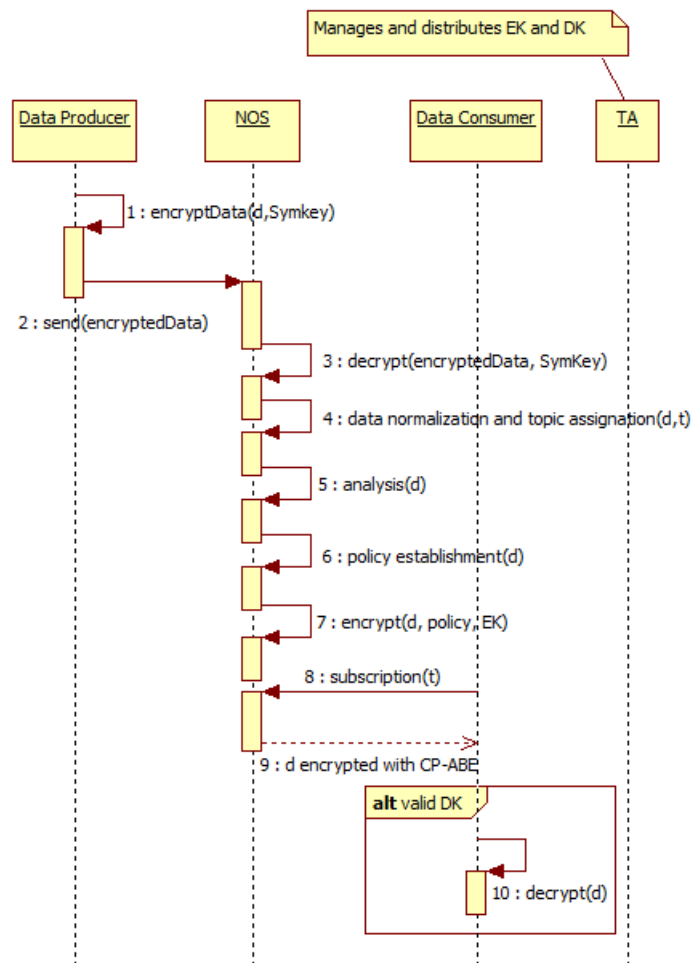 Manages and distributes EK and DK
Data Producer
NOS
Data Consumer
TA
1 : encryptData(d,Symkey)
2 : send(encryptedData)
3 : decrypt(encryptedData, SymKey)
4 : data normalization and topic assignation(d,t)
5 : analysis(d)
6 : policy establishment(d)
7 : encrypt(d, policy, EK)
8 : subscription(t)
9 : d encrypted with CP-ABE
alt valid DK
10 : decrypt(d)